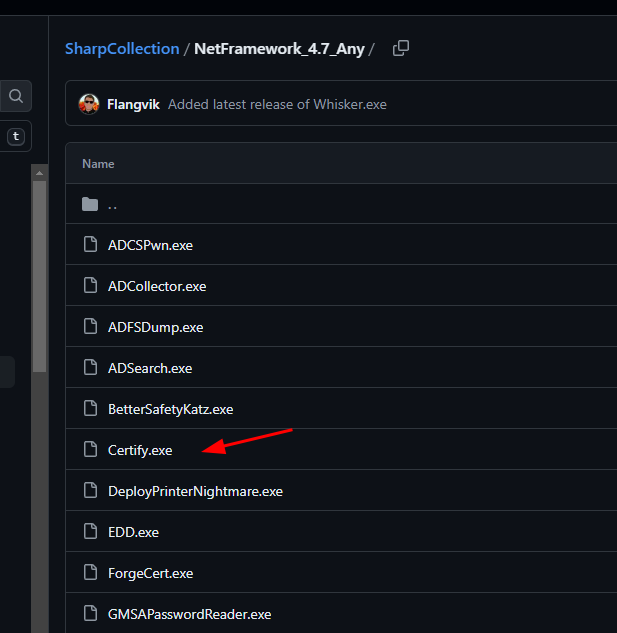 SharpCollection / NetFramework_4.7_Any /
Flangvik Added latest release of Whisker.exe
t
Name
..
ADCSPwn.exe
ADCollector.exe
ADFSDump.exe
ADSearch.exe
BetterSafetyKatz.exe
Certify.exe
DeployPrinterNightmare.exe
EDD.exe
ForgeCert.exe
GMSAPasswordReader.exe